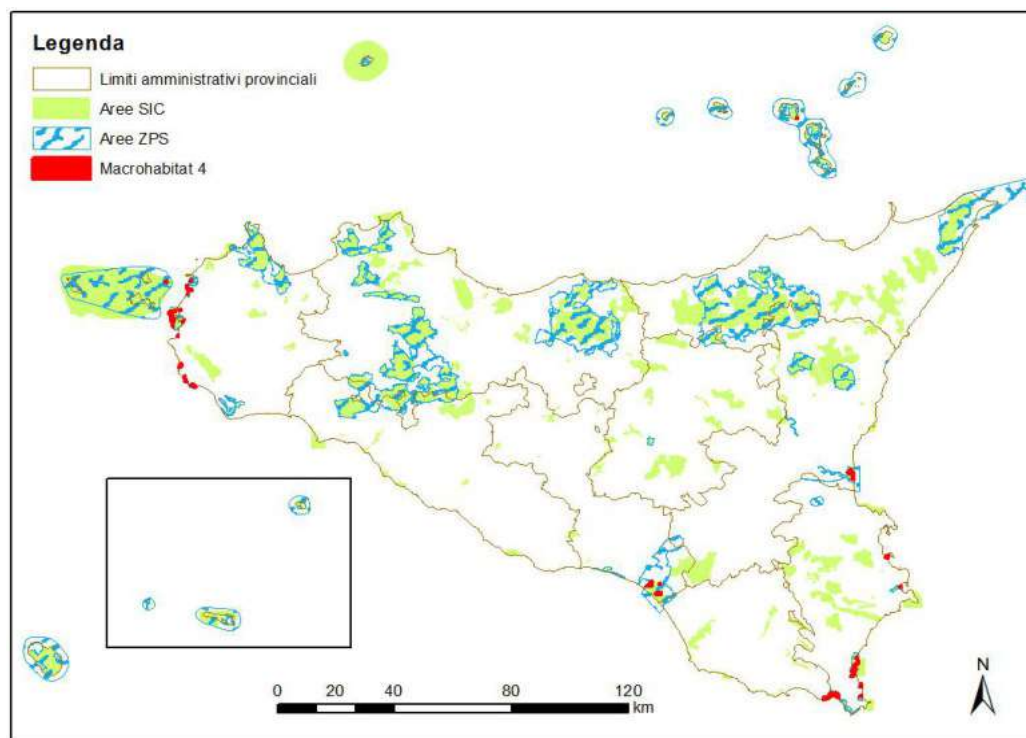 Legenda
Limiti amministrativi provinciali
Aree SIC
Aree ZPS
Macrohabitat 4
N
0 20 40 80 120
km